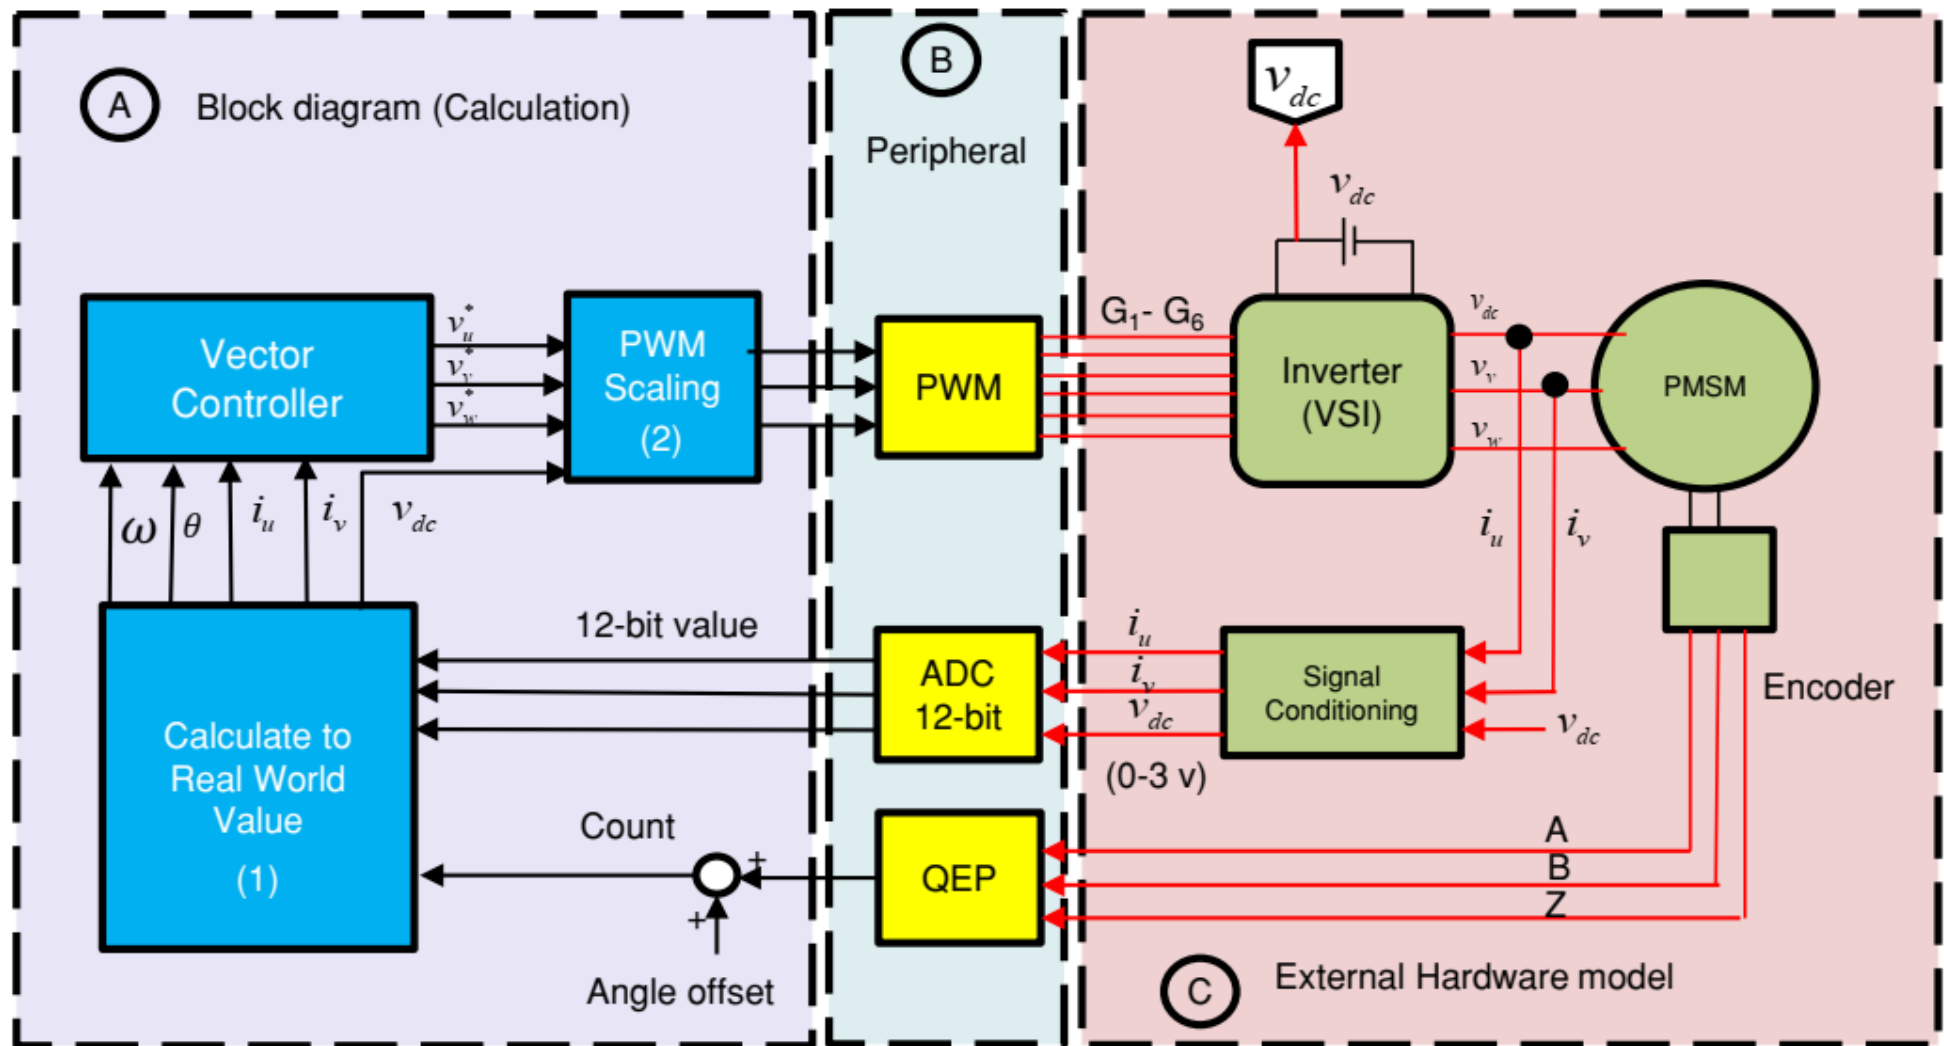 A
Block diagram (Calculation)
B
Peripheral
v_dc
v_dc
Vector
Controller
v_u^*
v_v^*
v_w^*
PWM
Scaling
(2)
PWM
G₁- G₆
Inverter
(VSI)
v_dc
v_v
v_w
PMSM
ω
θ
i_u
i_v
v_dc
i_u
i_v
12-bit value
ADC
12-bit
i_u
i_v
v_dc
(0-3 v)
Signal
Conditioning
v_dc
Encoder
Calculate to
Real World
Value
(1)
Count
+
+
Angle offset
QEP
A
B
Z
C
External Hardware model